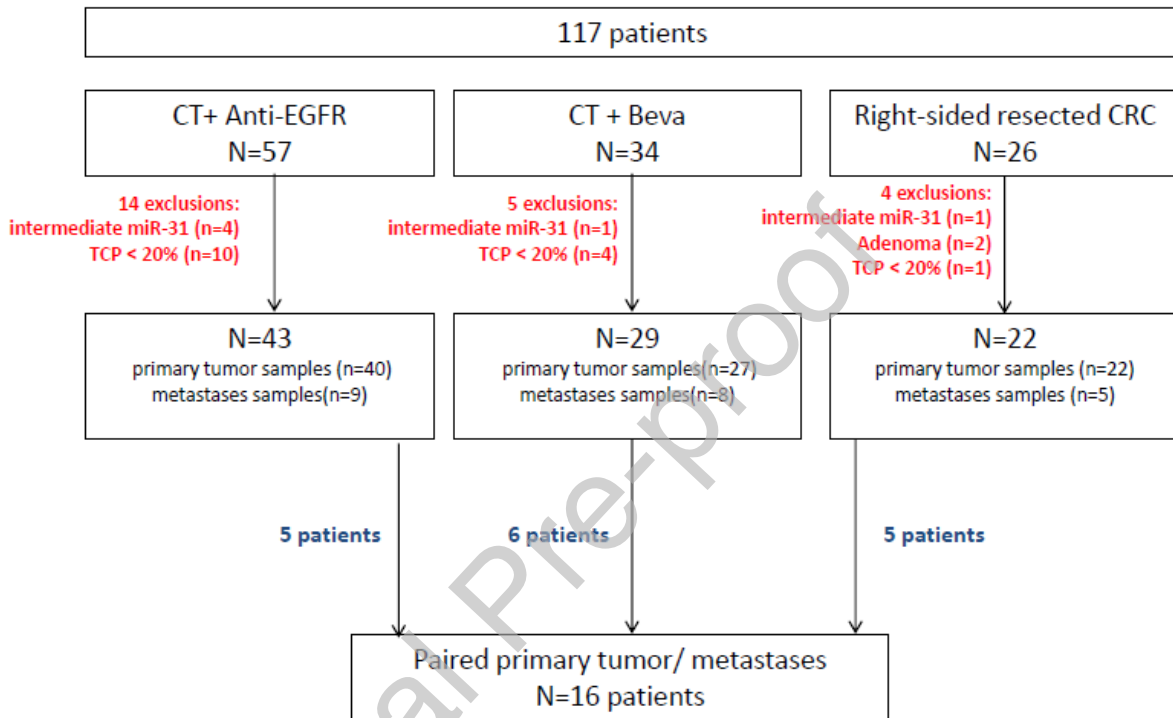 117 patients
CT+ Anti-EGFR
N=57
CT + Beva
N=34
Right-sided resected CRC
N=26
14 exclusions:
intermediate miR-31 (n=4)
TCP < 20% (n=10)
5 exclusions:
intermediate miR-31 (n=1)
TCP < 20% (n=4)
4 exclusions:
intermediate miR-31 (n=1)
Adenoma (n=2)
TCP < 20% (n=1)
N=43
primary tumor samples (n=40)
metastases samples(n=9)
N=29
primary tumor samples(n=27)
metastases samples(n=8)
N=22
primary tumor samples (n=22)
metastases samples (n=5)
5 patients
6 patients
5 patients
Paired primary tumor/ metastases
N=16 patients
al Pre-proof